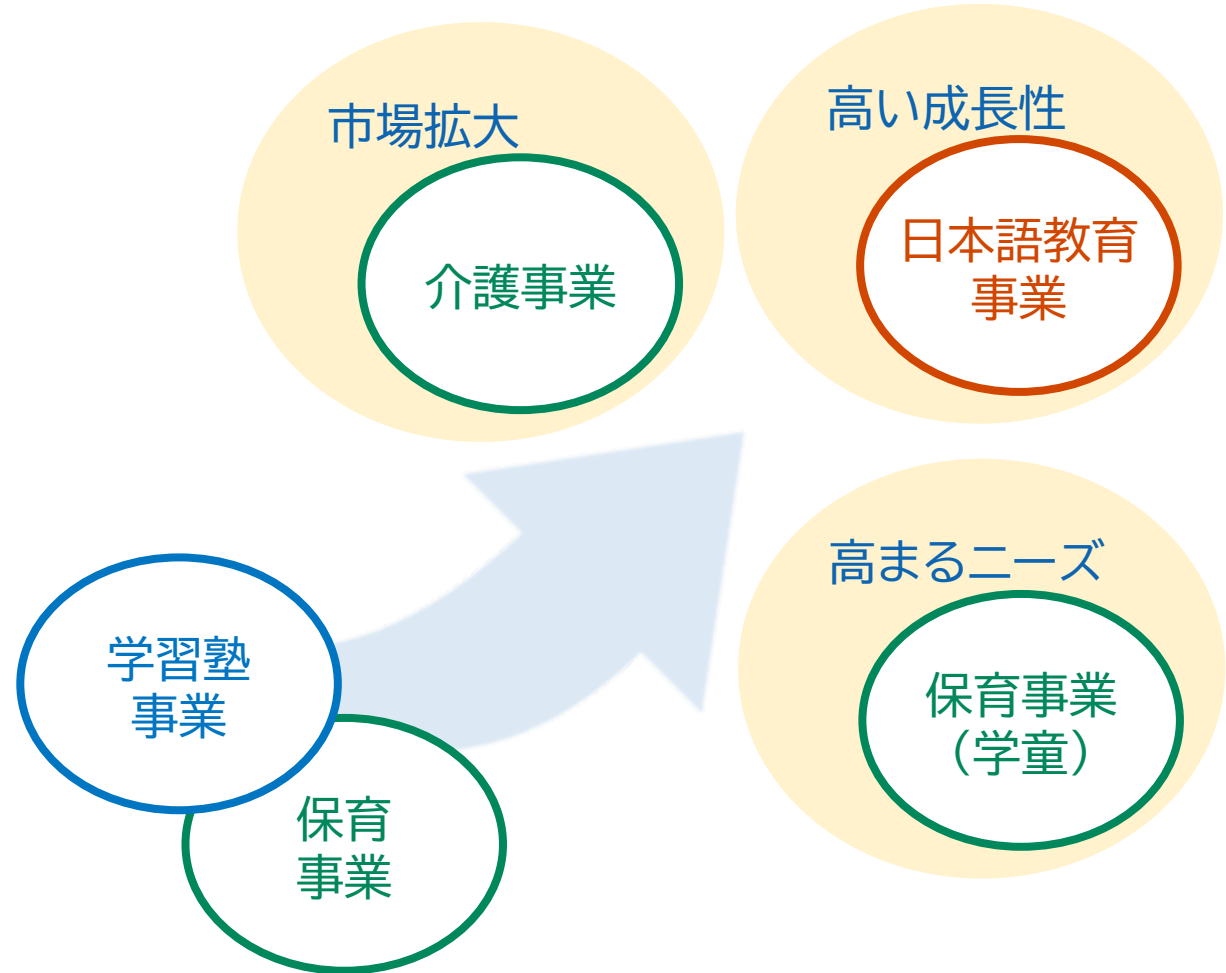 市場拡大
介護事業
高い成長性
日本語教育
事業
高まるニーズ
保育事業
（学童）
学習塾
事業
保育
事業